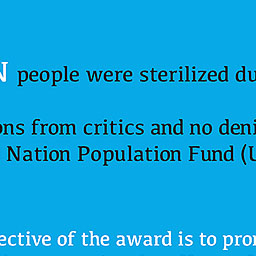 N people were sterilized du
ons from critics and no deni
Nation Population Fund (U
ective of the award is to pro